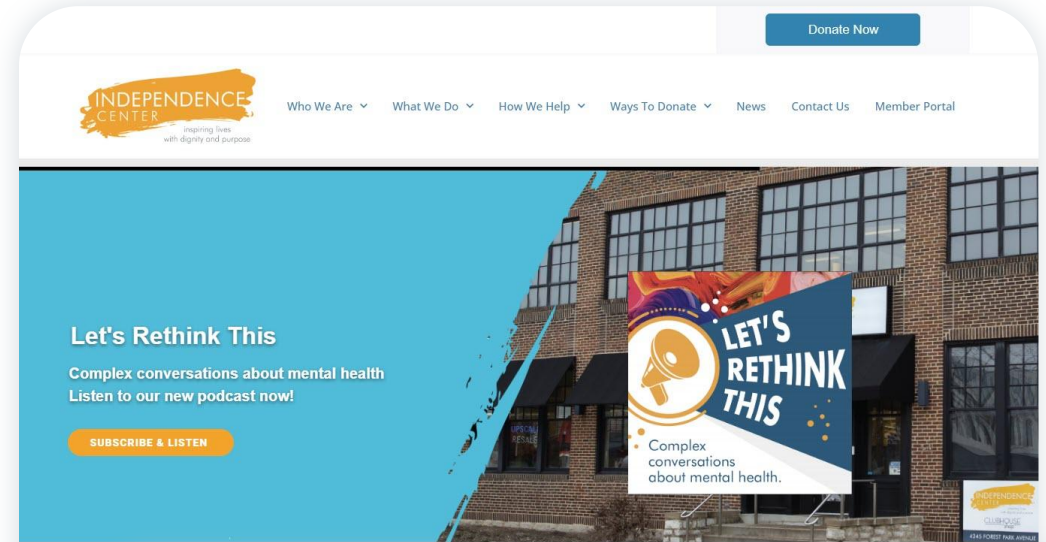 Donate Now
INDEPENDENCE
CENTER
inspiring lives
with dignity and purpose
Who We Are
What We Do
How We Help
Ways To Donate
News
Contact Us
Member Portal
Let's Rethink This
Complex conversations about mental health
Listen to our new podcast now!
SUBSCRIBE & LISTEN
LET'S
RETHINK
THIS
Complex
conversations
about mental health.
UPSCALE
RESALE
INDEPENDENCE
CENTER
CLUBHOUSE
4245 FOREST PARK AVENUE